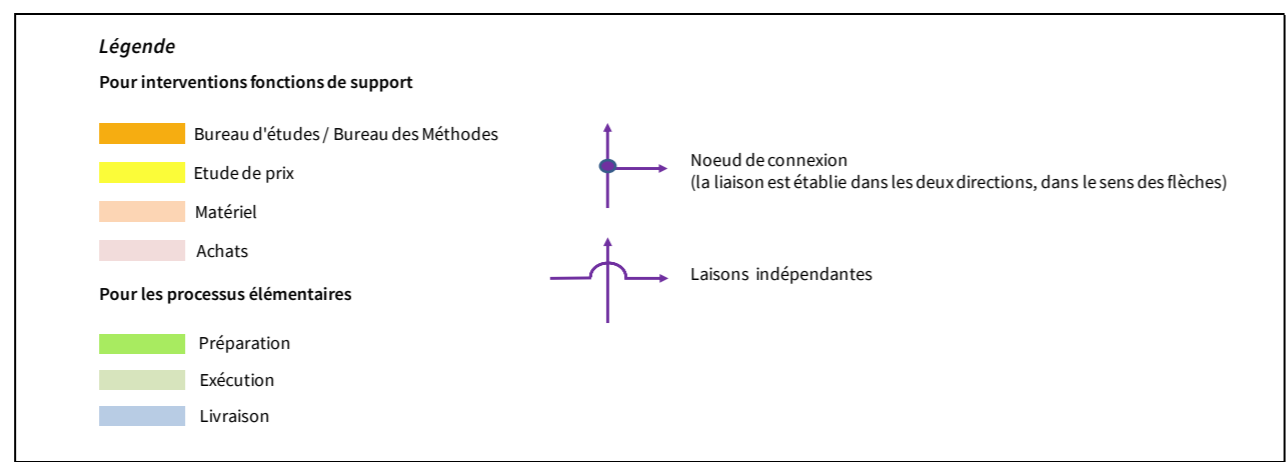 Légende
Pour interventions fonctions de support
Bureau d'études / Bureau des Méthodes
Etude de prix
Matériel
Achats
Pour les processus élémentaires
Préparation
Exécution
Livraison
Noeud de connexion
(la liaison est établie dans les deux directions, dans le sens des flèches)
Laisons indépendantes